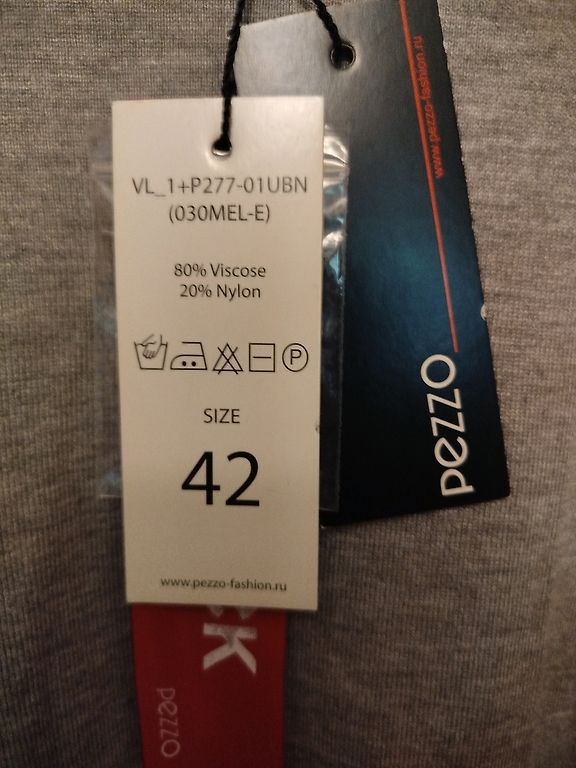 VL_1+P277-01UBN
(030MEL-E)
80% Viscose
20% Nylon
P
SIZE
42
www.pezzo-fashion.ru
www.pezzo-fashion.ru
pezzo
pezzo